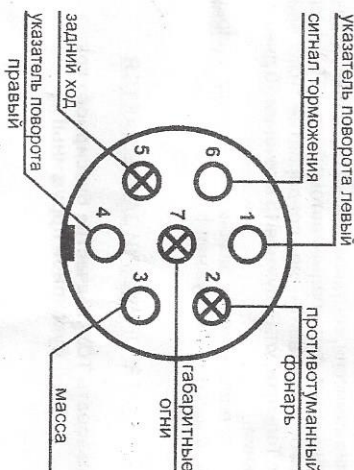 указатель поворота левый
сигнал торможения
противотуманный
фонарь
1
6
2
7
габаритные
огни
5
3
4
задний ход
указатель поворота
правый
масса